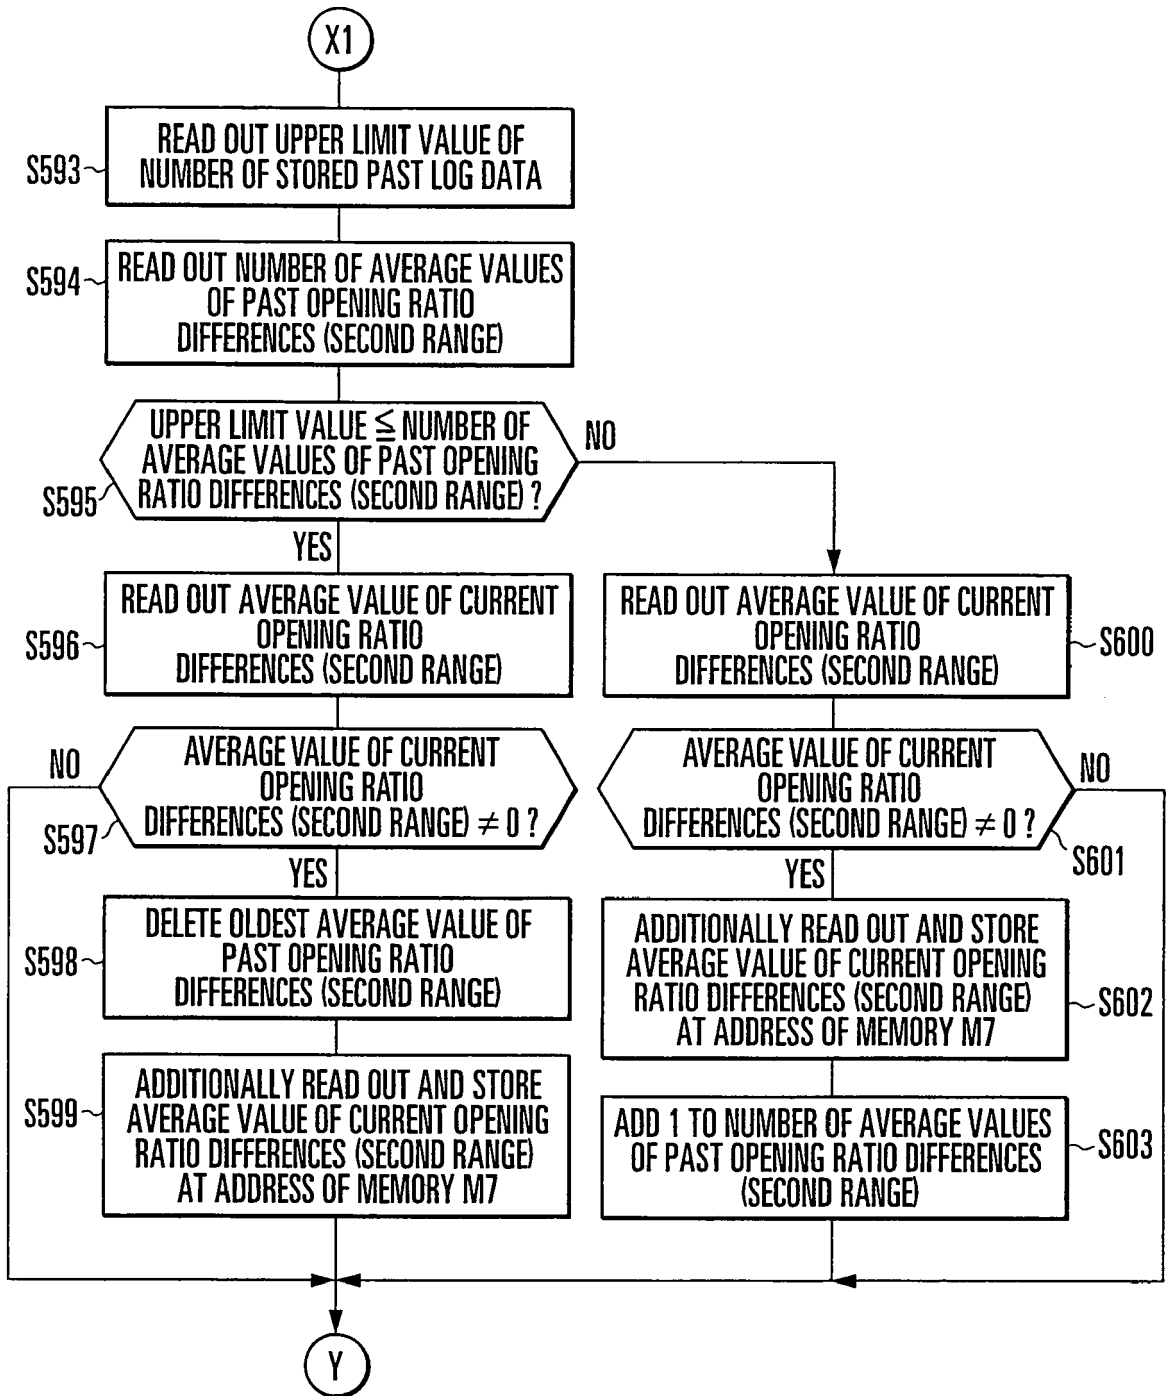 X1
READ OUT UPPER LIMIT VALUE OF
NUMBER OF STORED PAST LOG DATA
S593
READ OUT NUMBER OF AVERAGE VALUES
OF PAST OPENING RATIO
DIFFERENCES (SECOND RANGE)
S594
UPPER LIMIT VALUE ≦ NUMBER OF
AVERAGE VALUES OF PAST OPENING
RATIO DIFFERENCES (SECOND RANGE) ?
S595
NO
YES
READ OUT AVERAGE VALUE OF CURRENT
OPENING RATIO
DIFFERENCES (SECOND RANGE)
S596
NO
AVERAGE VALUE OF CURRENT
OPENING RATIO
DIFFERENCES (SECOND RANGE) ≠ 0 ?
S597
YES
DELETE OLDEST AVERAGE VALUE OF
PAST OPENING RATIO
DIFFERENCES (SECOND RANGE)
S598
ADDITIONALLY READ OUT AND STORE
AVERAGE VALUE OF CURRENT OPENING
RATIO DIFFERENCES (SECOND RANGE)
AT ADDRESS OF MEMORY M7
S599
READ OUT AVERAGE VALUE OF CURRENT
OPENING RATIO
DIFFERENCES (SECOND RANGE)
S600
AVERAGE VALUE OF CURRENT
OPENING RATIO
DIFFERENCES (SECOND RANGE) ≠ 0 ?
NO
S601
YES
ADDITIONALLY READ OUT AND STORE
AVERAGE VALUE OF CURRENT OPENING
RATIO DIFFERENCES (SECOND RANGE)
AT ADDRESS OF MEMORY M7
S602
ADD 1 TO NUMBER OF AVERAGE VALUES
OF PAST OPENING RATIO DIFFERENCES
(SECOND RANGE)
S603
Y